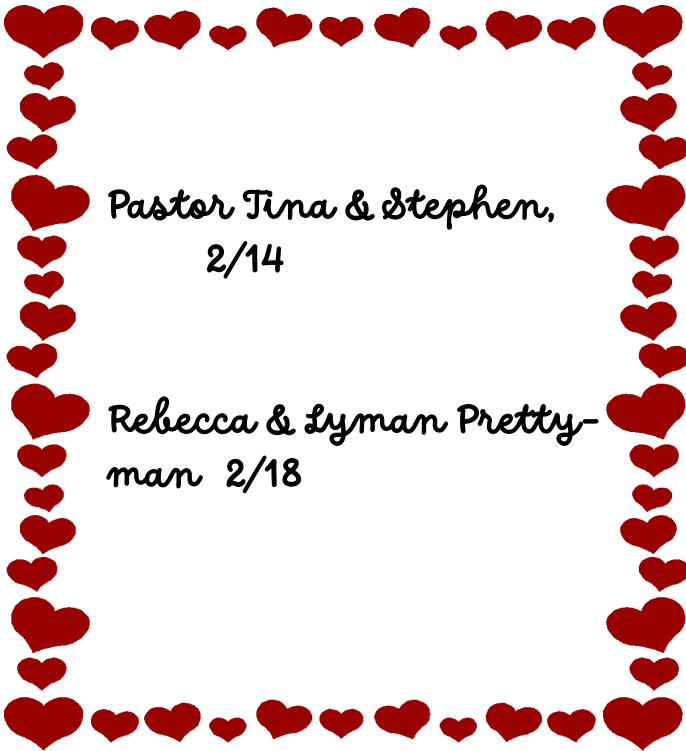 Pastor Tina & Stephen,
2/14
Rebecca & Lyman Pretty-
man 2/18